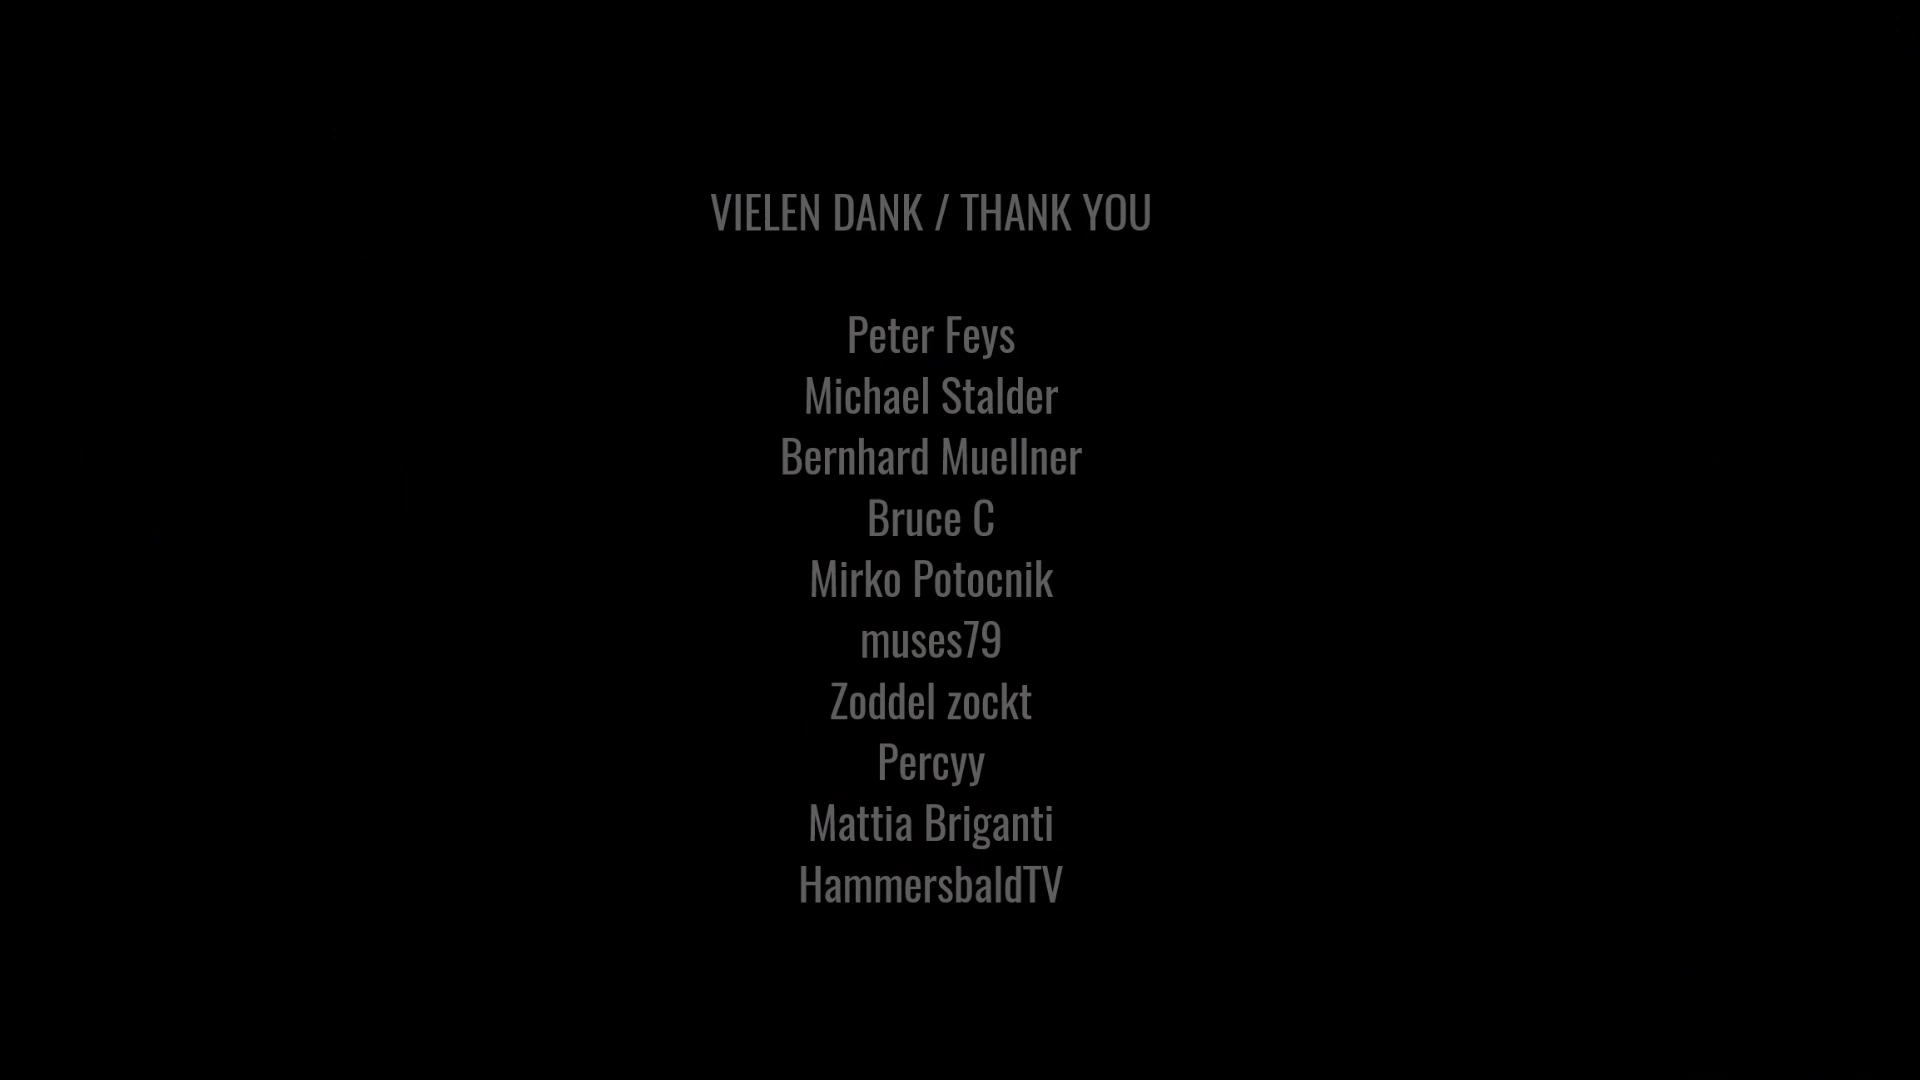 VIELEN DANK / THANK YOU
Peter Feys
Michael Stalder
Bernhard Muellner
Bruce C
Mirko Potocnik
muses79
Zoddel zockt
Percyy
Mattia Briganti
HammersbaldTV